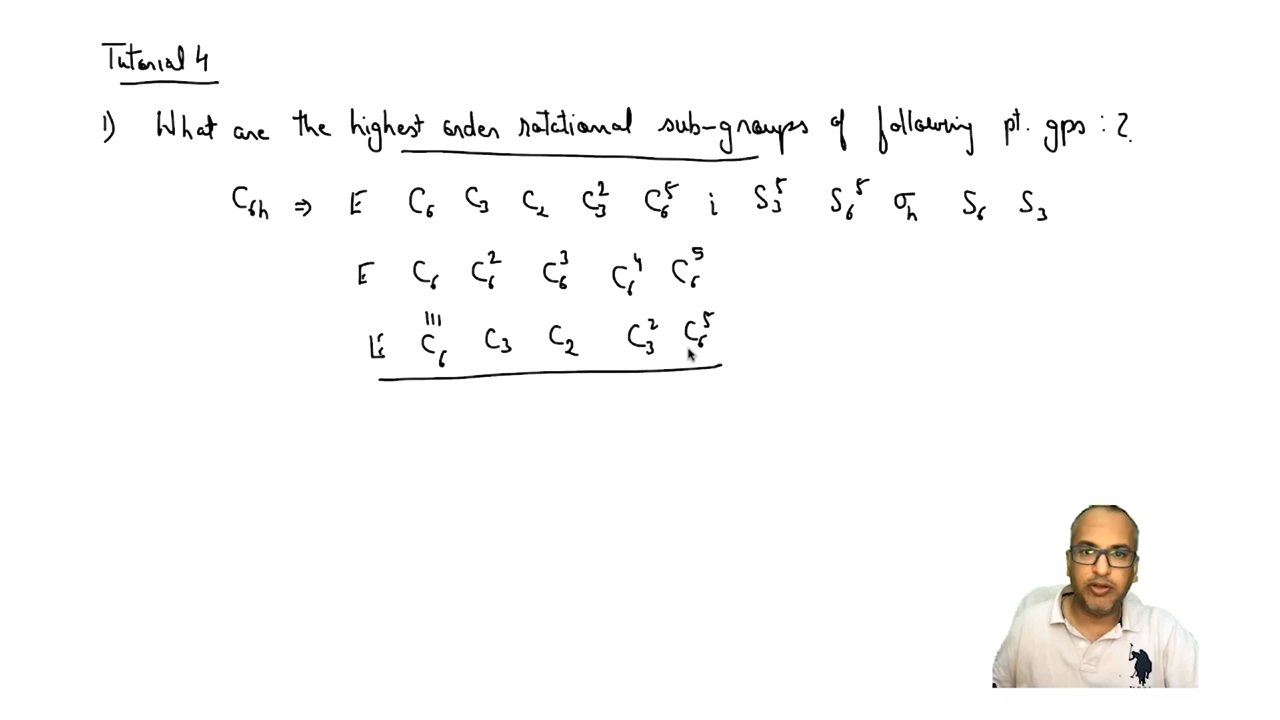 Tutorial 4
1) What are the highest order rotational sub-groups of following pt. gps : ?
C₆ₕ ⇒ E C₆ C₃ C₂ C₃² C₆⁵ i S₃⁵ S₆⁵ σₕ S₆ S₃
E C₆ C₆² C₆³ C₆⁴ C₆⁵
E C₆ C₃ C₂ C₃² C₆⁵